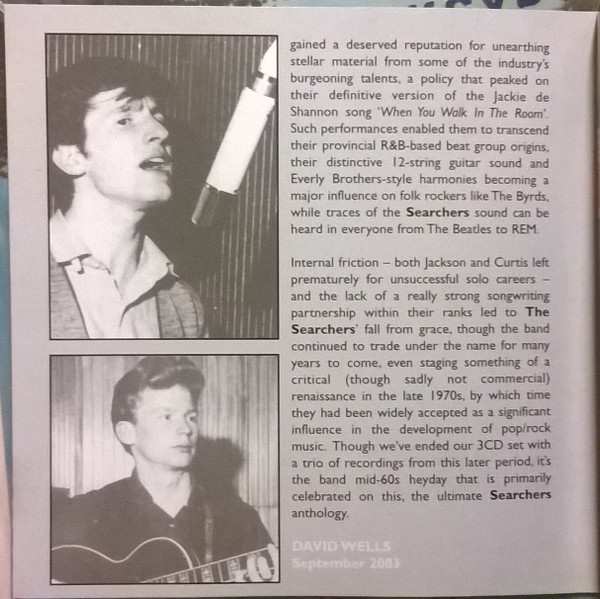 gained a deserved reputation for unearthing
stellar material from some of the industry's
burgeoning talents, a policy that peaked on
their definitive version of the Jackie de
Shannon song 'When You Walk In The Room'.
Such performances enabled them to transcend
their provincial R&B-based beat group origins,
their distinctive 12-string guitar sound and
Everly Brothers-style harmonies becoming a
major influence on folk rockers like The Byrds,
while traces of the Searchers sound can be
heard in everyone from The Beatles to REM.
Internal friction – both Jackson and Curtis left
prematurely for unsuccessful solo careers –
and the lack of a really strong songwriting
partnership within their ranks led to The
Searchers' fall from grace, though the band
continued to trade under the name for many
years to come, even staging something of a
critical (though sadly not commercial)
renaissance in the late 1970s, by which time
they had been widely accepted as a significant
influence in the development of pop/rock
music. Though we've ended our 3CD set with
a trio of recordings from this later period, it's
the band mid-60s heyday that is primarily
celebrated on this, the ultimate Searchers
anthology.
DAVID WELLS
September 2003